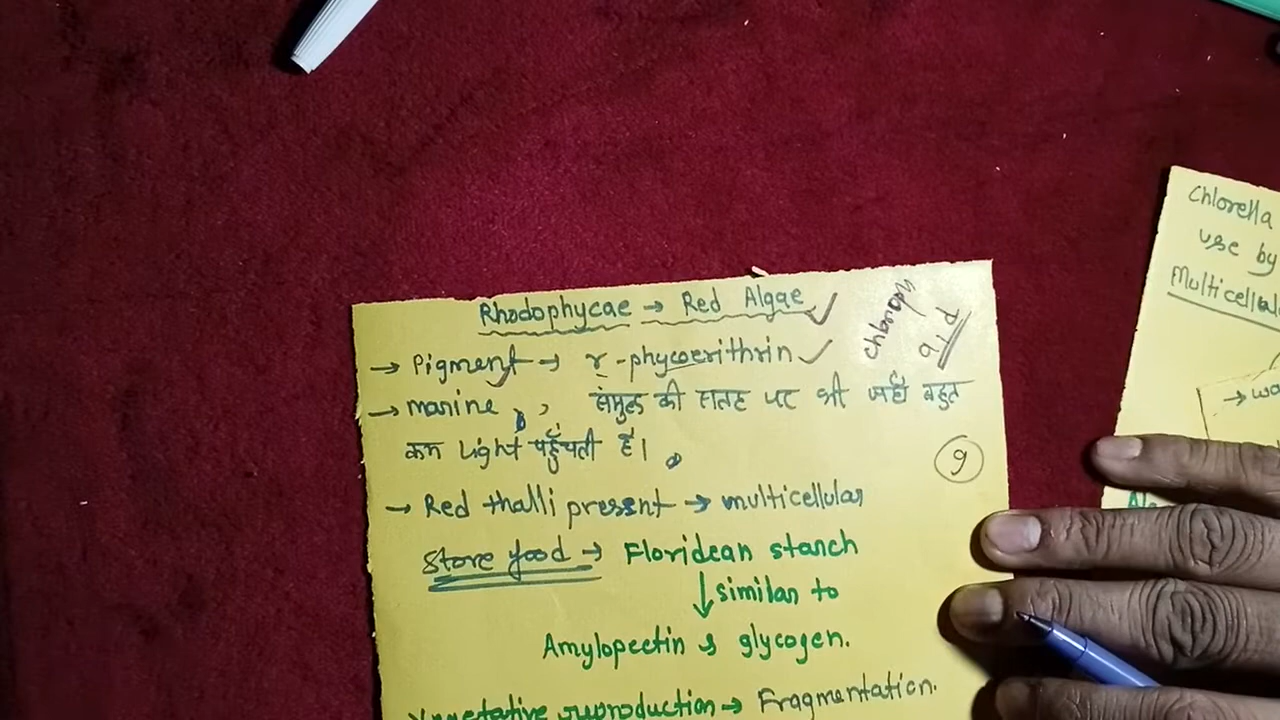 Rhodophycae → Red Algae ✓
chlorophy
a, d
→ Pigment → r-phycoerithrin ✓
→ marine, , समुन्द्र की सतह पर भी जहाँ बहुत
कम Light पहुँचती है।
9
→ Red thalli present → multicellular
Store food → Floridean starch
↓ similar to
Amylopectin & glycogen.
Vegetative reproduction → Fragmentation.
Chlorella
use by
Multicellul